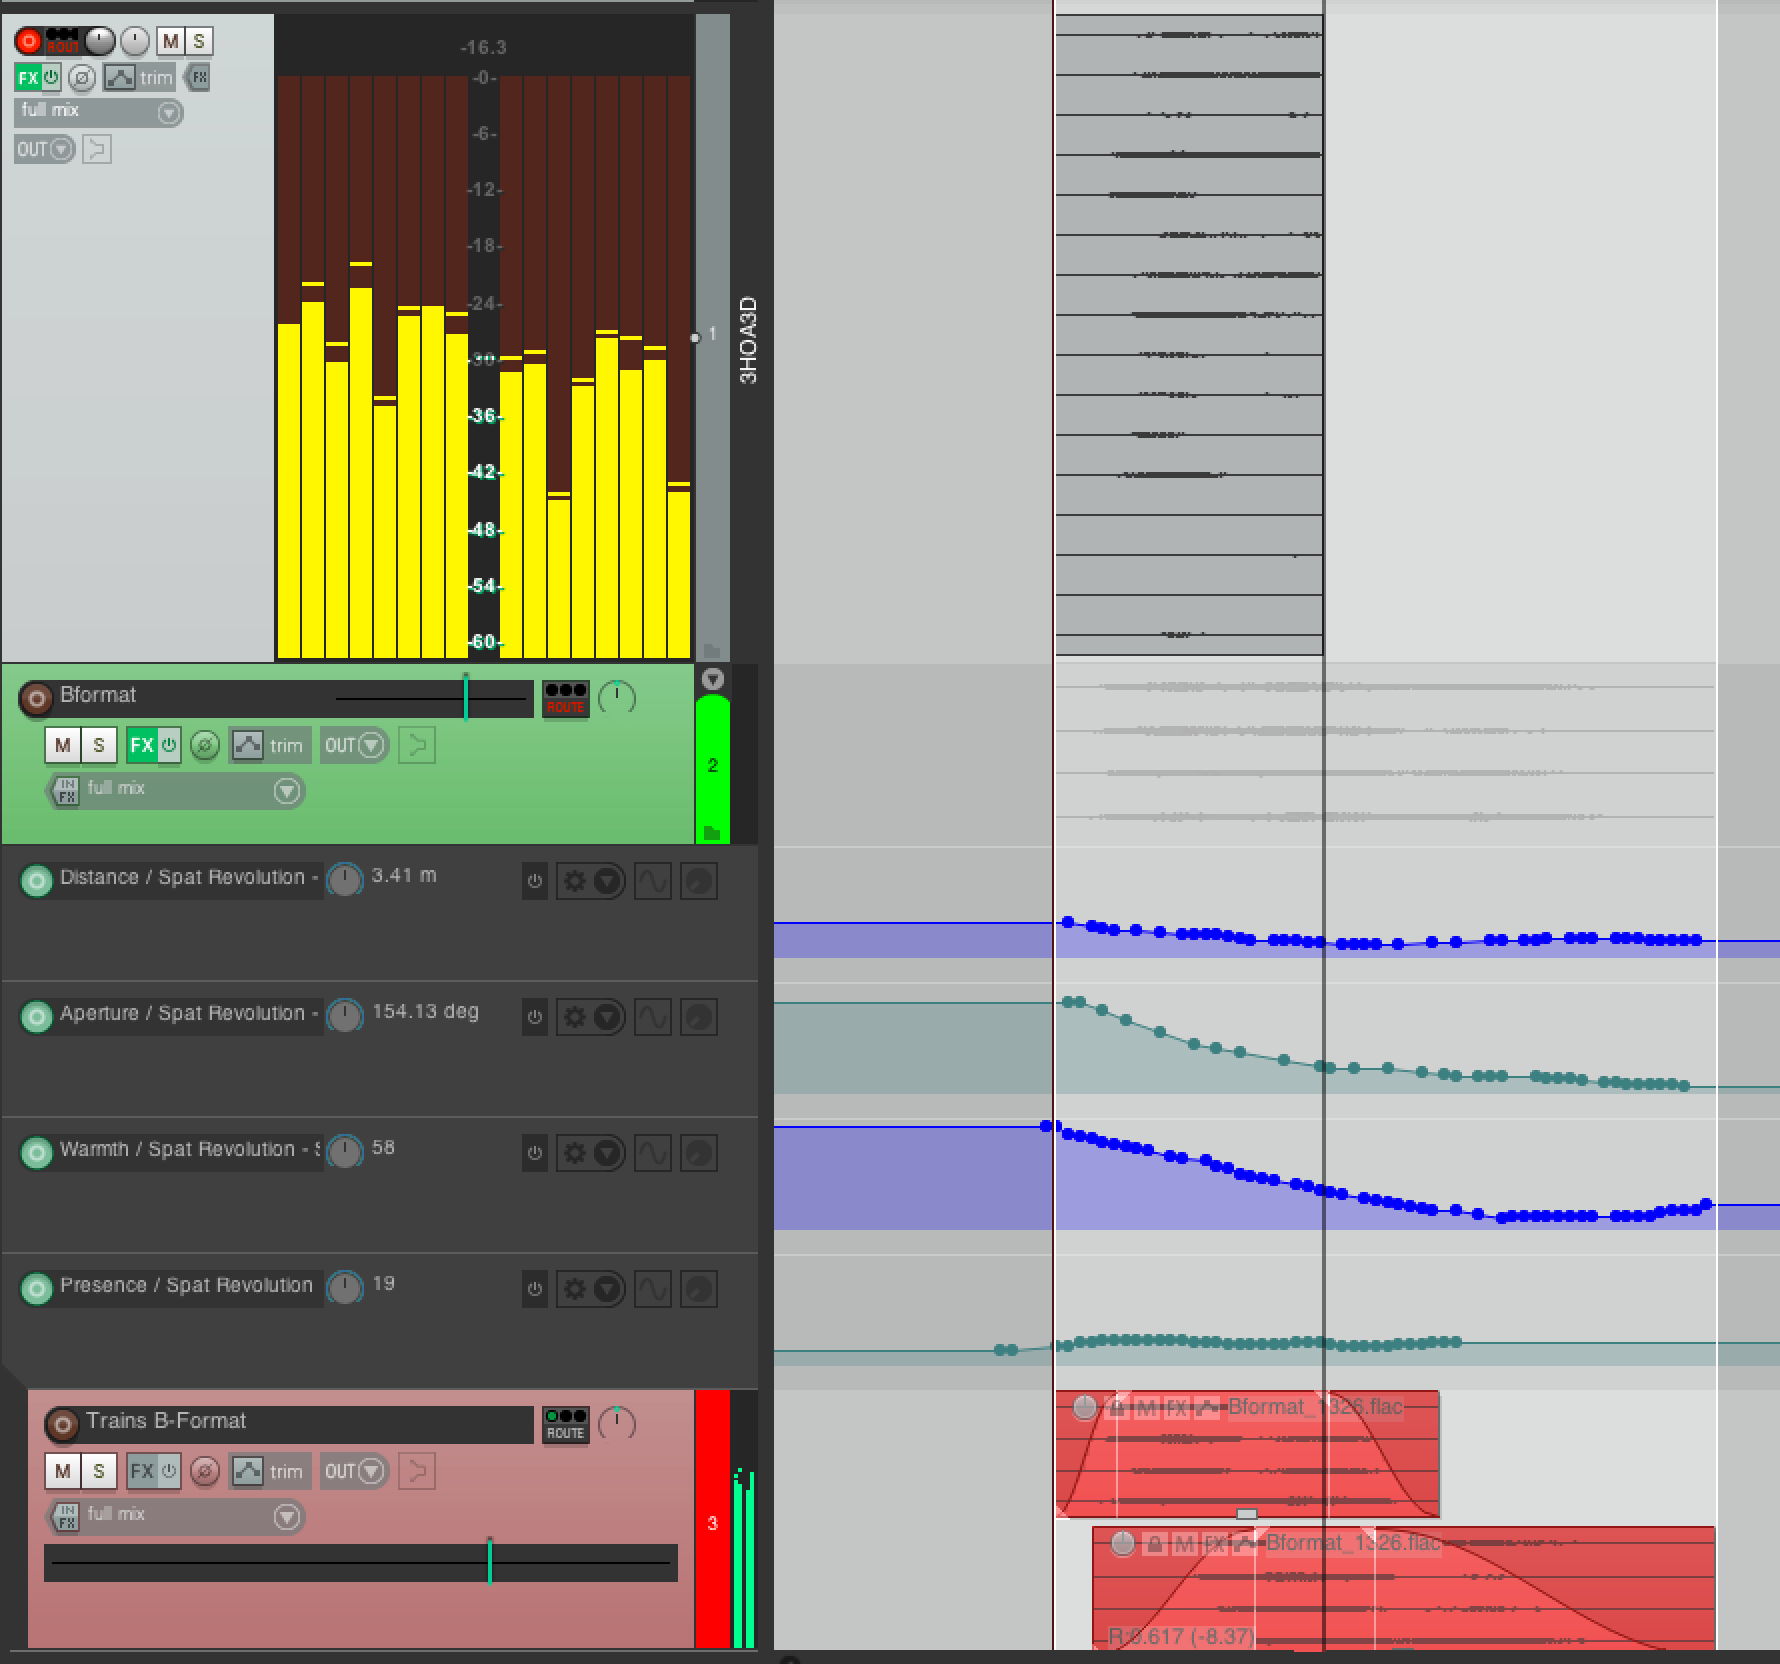 ROUT
M S
FX trim FX
full mix
OUT
-16.3
-0-
-6-
-12-
-18-
-24-
-30-
-36-
-42-
-48-
-54-
-60-
1
3HOA3D
Bformat
ROUTE
M S FX trim OUT
IN FX full mix
2
Distance / Spat Revolution - 3.41 m
Aperture / Spat Revolution - 154.13 deg
Warmth / Spat Revolution - S 58
Presence / Spat Revolution 19
Trains B-Format
ROUTE
M S FX trim OUT
IN FX full mix
3
M FX Bformat_1326.flac
M FX Bformat_1326.flac
R:0.617 (-8.37)